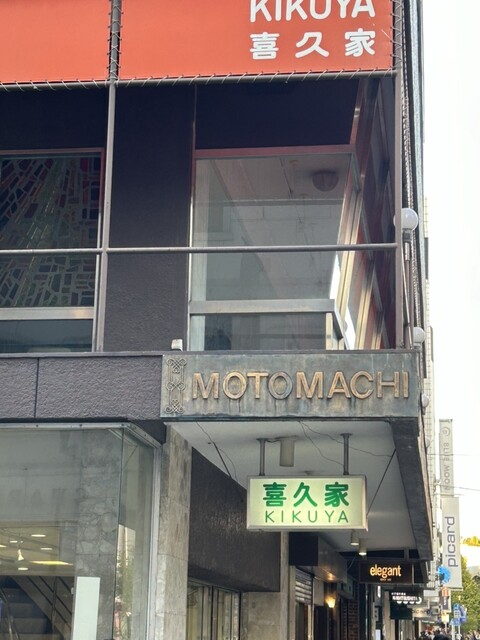 KIKUYA
喜久家
MOTOMACHI
喜久家
KIKUYA
elegant
picard